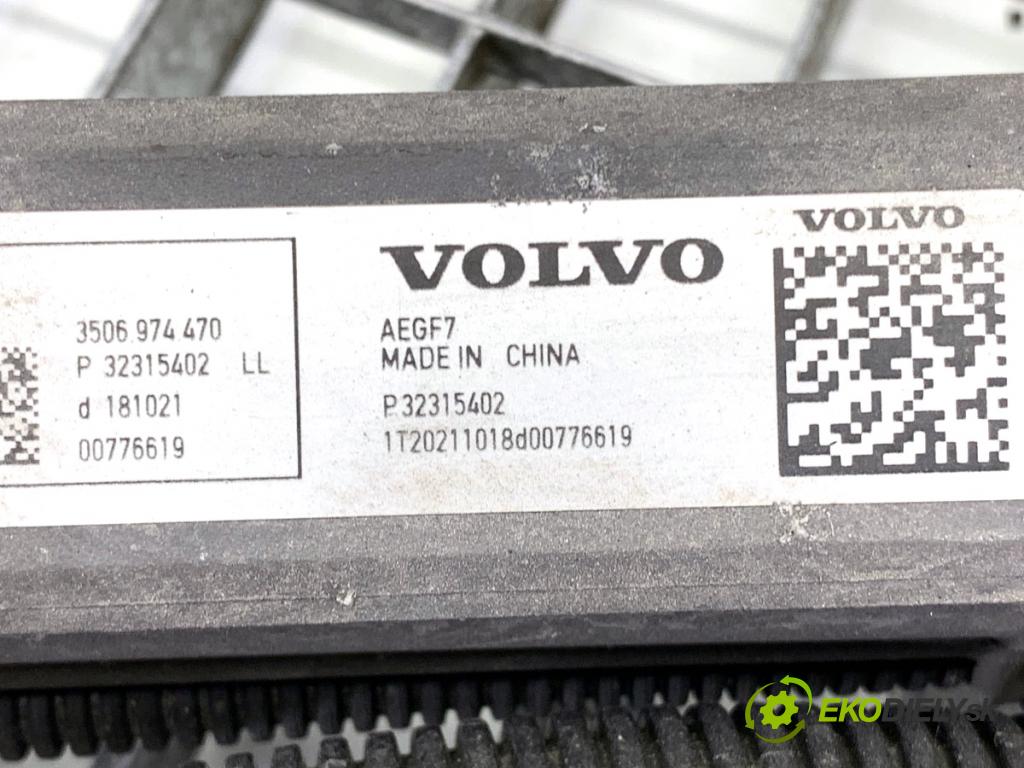 3506.974.470
P 32315402 LL
d 181021
00776619
VOLVO
AEGF7
MADE IN CHINA
P 32315402
1T20211018d00776619
VOLVO
EKODIELY.sk